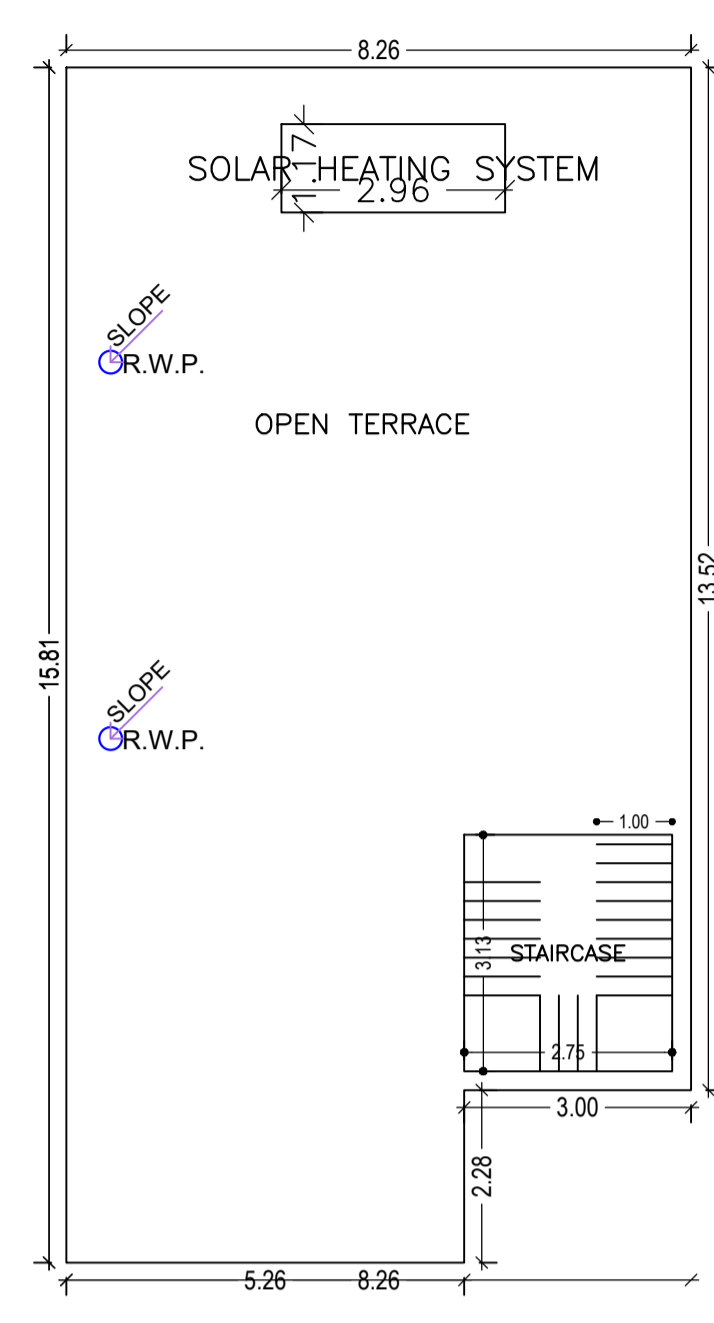 8.26
1.17
SOLAR HEATING SYSTEM
2.96
SLOPE
R.W.P.
OPEN TERRACE
13.52
15.81
SLOPE
R.W.P.
1.00
3.13
STAIRCASE
2.75
3.00
2.28
5.26
8.26